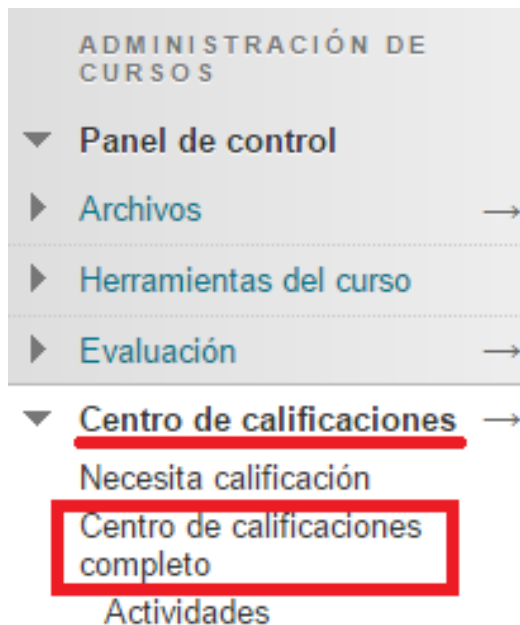 ADMINISTRACIÓN DE
CURSOS
Panel de control
Archivos
Herramientas del curso
Evaluación
Centro de calificaciones
Necesita calificación
Centro de calificaciones
completo
Actividades